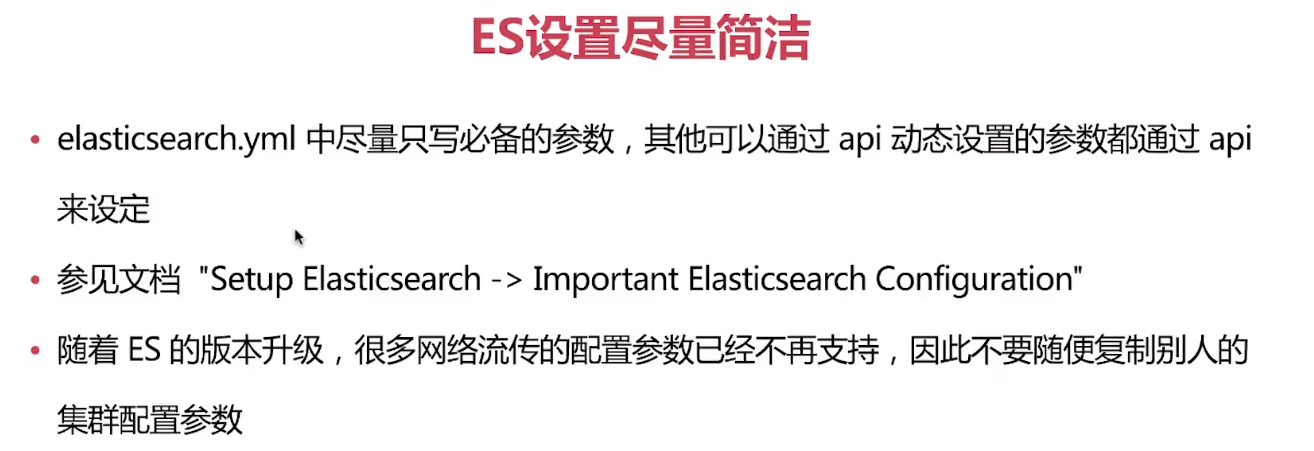 ES设置尽量简洁
• elasticsearch.yml 中尽量只写必备的参数，其他可以通过 api 动态设置的参数都通过 api
来设定
• 参见文档 "Setup Elasticsearch -> Important Elasticsearch Configuration"
• 随着 ES 的版本升级，很多网络流传的配置参数已经不再支持，因此不要随便复制别人的
集群配置参数